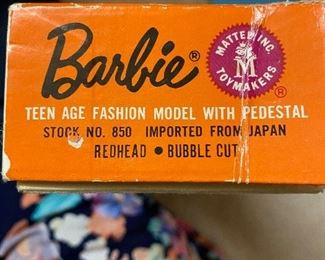 Barbie®
MATTEL, INC.
M
TOYMAKERS
®
TEEN AGE FASHION MODEL WITH PEDESTAL
STOCK NO. 850 IMPORTED FROM JAPAN
REDHEAD • BUBBLE CUT